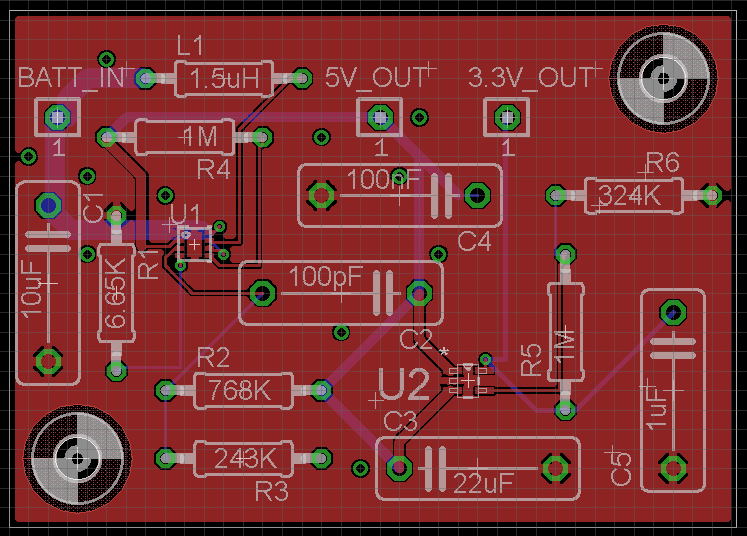 L1
BATT_IN
1.5uH
5V_OUT
3.3V_OUT
1
1M
1
1
R4
R6
100nF
324K
C1
U1
C4
R1
10uF
6.65K
100pF
C2
*
R5
1M
R2
768K
U2
C3
1uF
243K
R3
22uF
C5